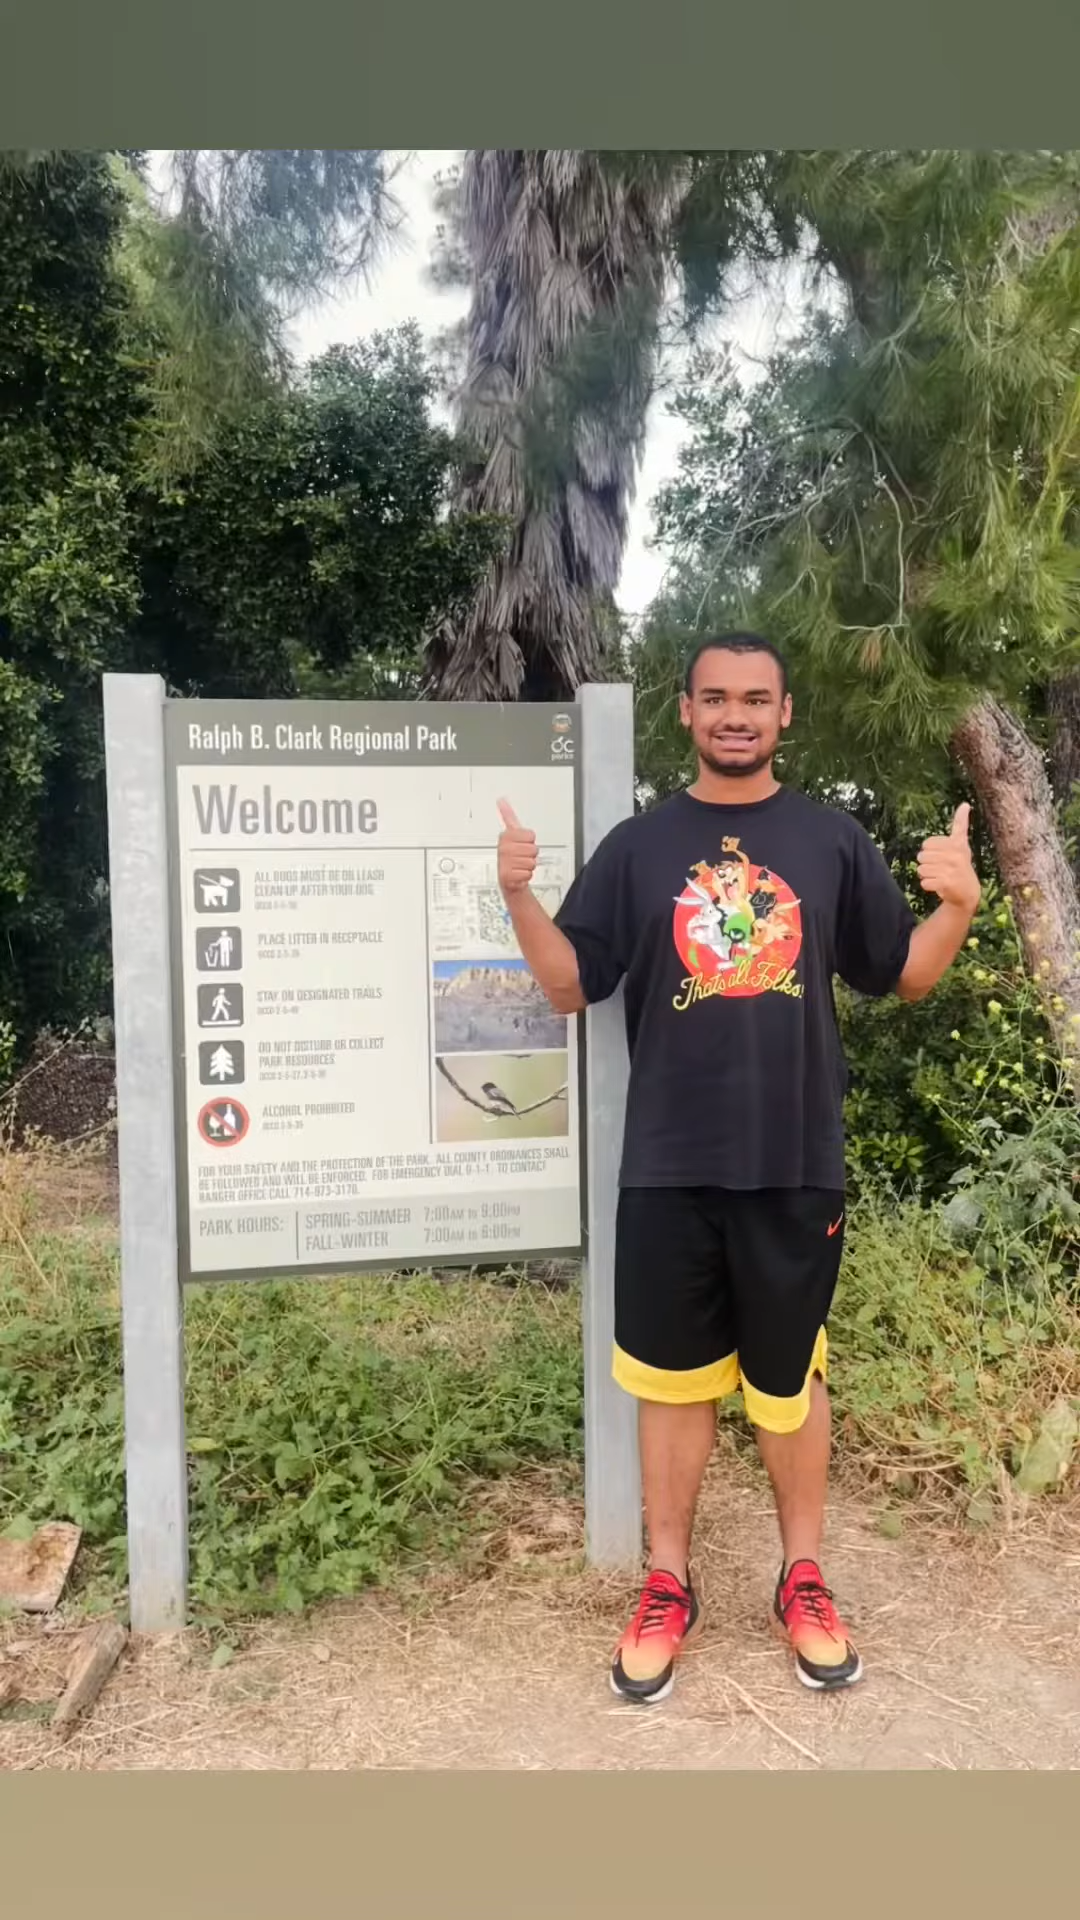 Ralph B. Clark Regional Park
OC
parks
Welcome
ALL DOGS MUST BE ON LEASH
CLEAN UP AFTER YOUR DOG
PLACE LITTER IN RECEPTACLE
STAY ON DESIGNATED TRAILS
DO NOT DISTURB OR COLLECT
PARK RESOURCES
ALCOHOL PROHIBITED
FOR YOUR SAFETY AND THE PROTECTION OF THE PARK, ALL COUNTY ORDINANCES SHALL
BE FOLLOWED AND WILL BE ENFORCED. FOR EMERGENCY DIAL 9-1-1. TO CONTACT
RANGER OFFICE CALL 714-973-3170.
PARK HOURS:
SPRING-SUMMER 7:00AM TO 9:00PM
FALL-WINTER 7:00AM TO 6:00PM
Thats all Folks!